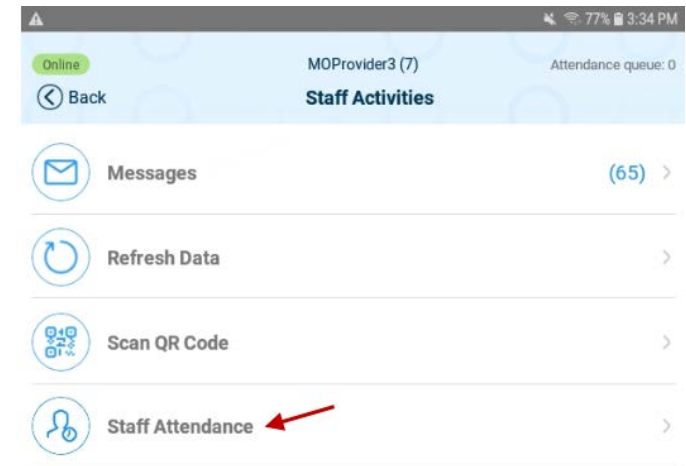 77% 3:34 PM
Online MOProvider3 (7) Attendance queue: 0
Back Staff Activities
Messages (65)
Refresh Data
Scan QR Code
Staff Attendance